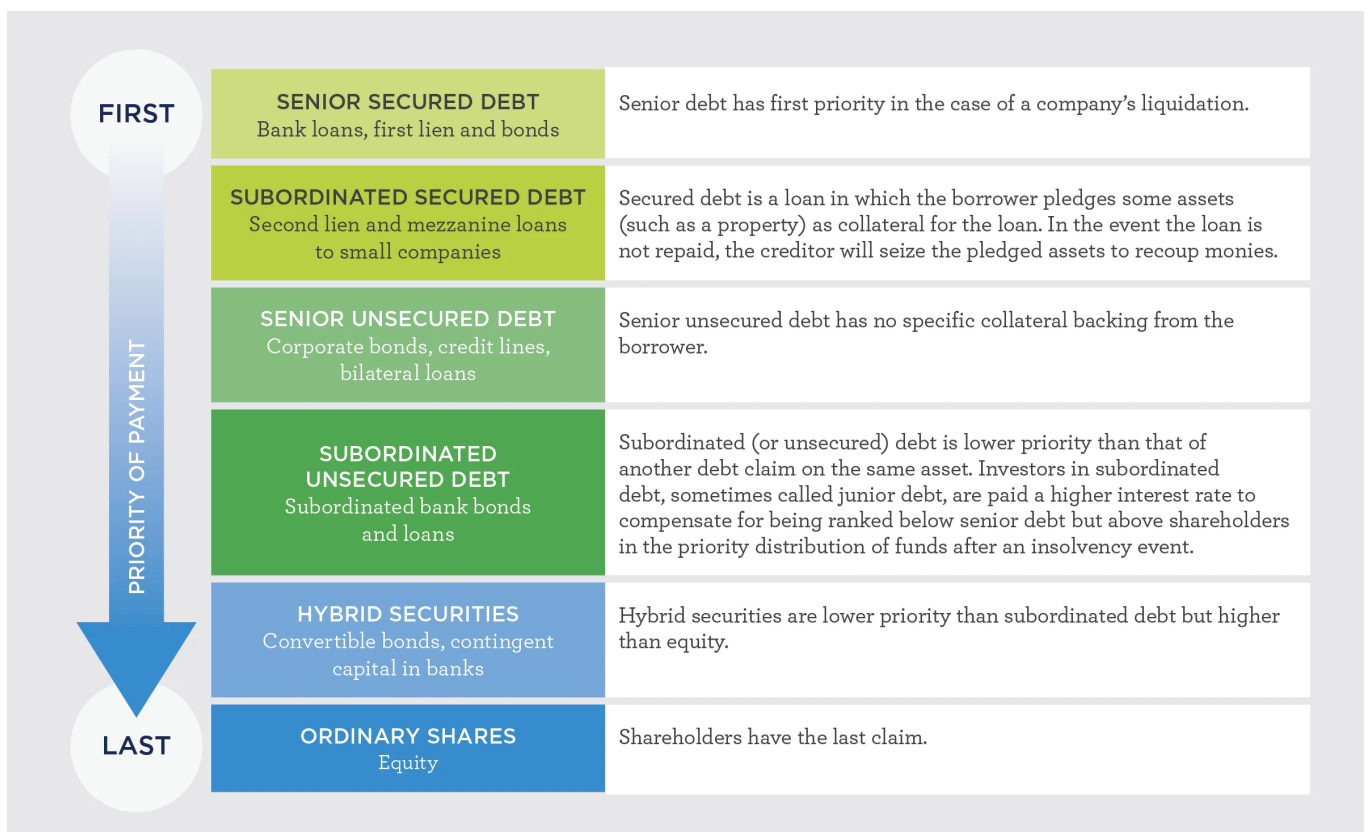 FIRST
SENIOR SECURED DEBT
Bank loans, first lien and bonds
Senior debt has first priority in the case of a company’s liquidation.
SUBORDINATED SECURED DEBT
Second lien and mezzanine loans
to small companies
Secured debt is a loan in which the borrower pledges some assets
(such as a property) as collateral for the loan. In the event the loan is
not repaid, the creditor will seize the pledged assets to recoup monies.
SENIOR UNSECURED DEBT
Corporate bonds, credit lines,
bilateral loans
Senior unsecured debt has no specific collateral backing from the
borrower.
PRIORITY OF PAYMENT
SUBORDINATED
UNSECURED DEBT
Subordinated bank bonds
and loans
Subordinated (or unsecured) debt is lower priority than that of
another debt claim on the same asset. Investors in subordinated
debt, sometimes called junior debt, are paid a higher interest rate to
compensate for being ranked below senior debt but above shareholders
in the priority distribution of funds after an insolvency event.
HYBRID SECURITIES
Convertible bonds, contingent
capital in banks
Hybrid securities are lower priority than subordinated debt but higher
than equity.
LAST
ORDINARY SHARES
Equity
Shareholders have the last claim.